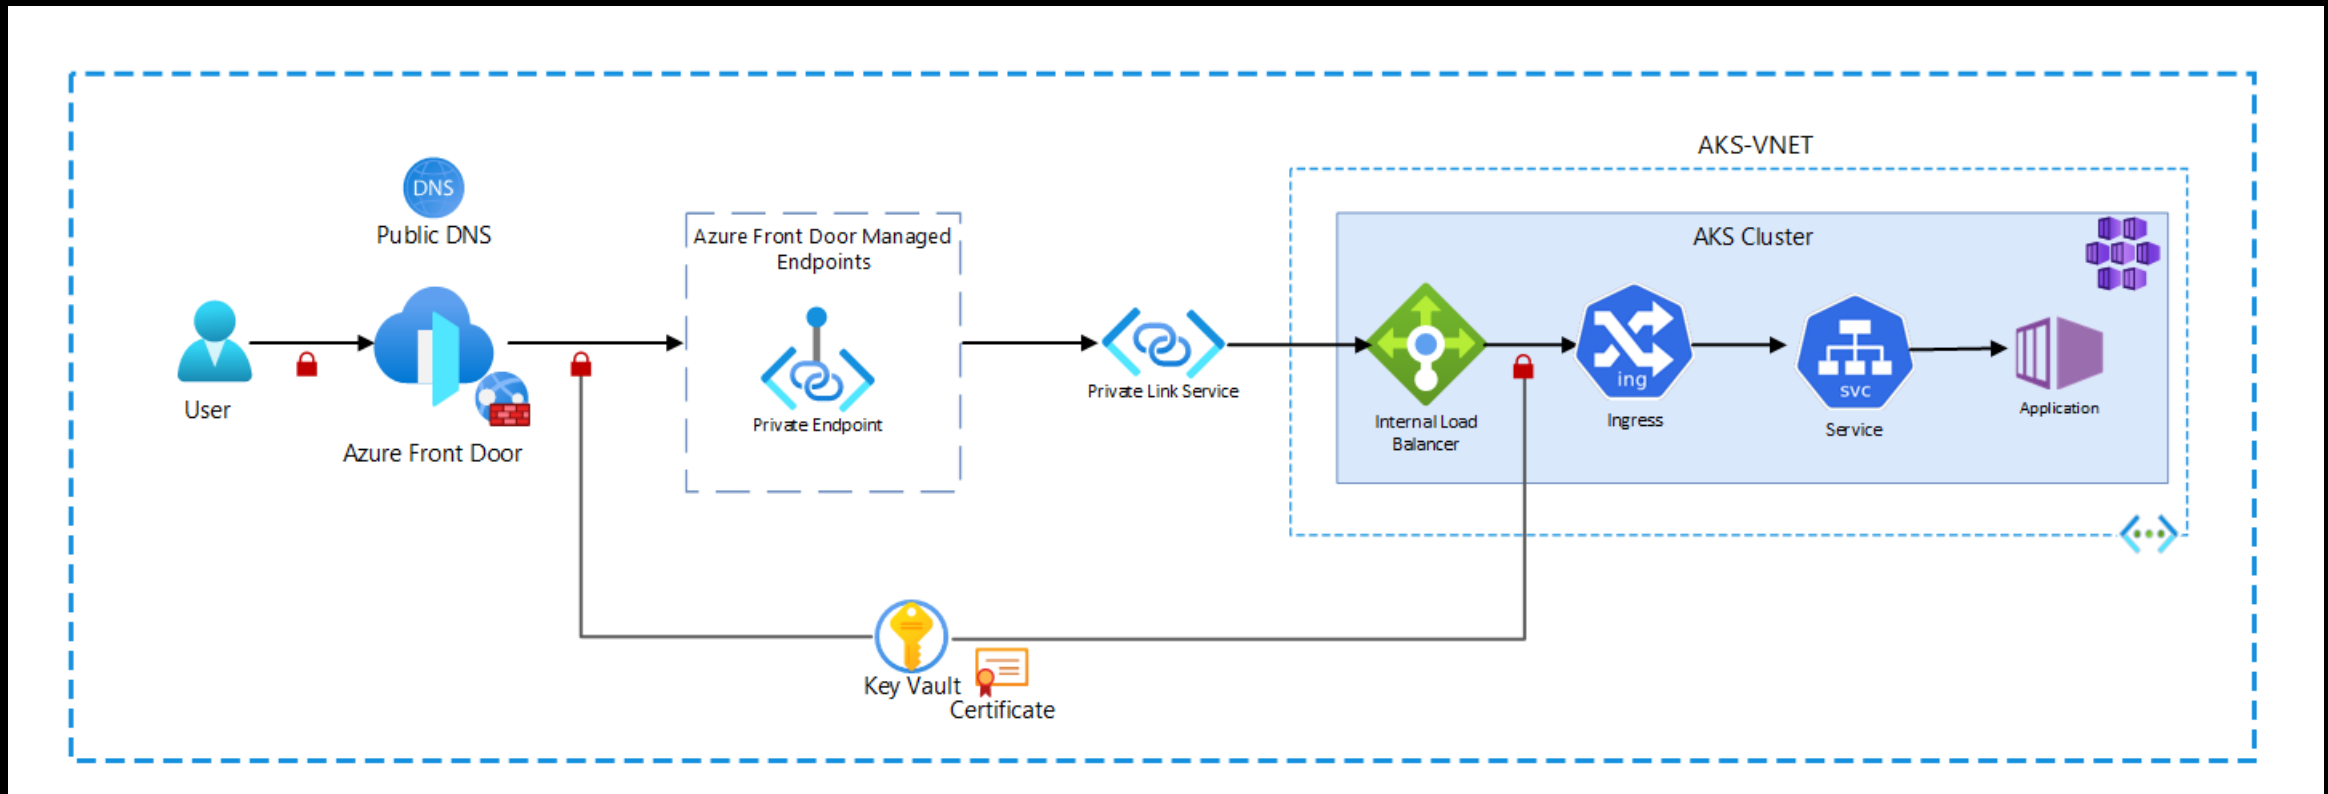 AKS-VNET
DNS
Public DNS
Azure Front Door Managed
Endpoints
AKS Cluster
User
Azure Front Door
Private Endpoint
Private Link Service
Internal Load
Balancer
ing
Ingress
svc
Service
Application
Key Vault
Certificate